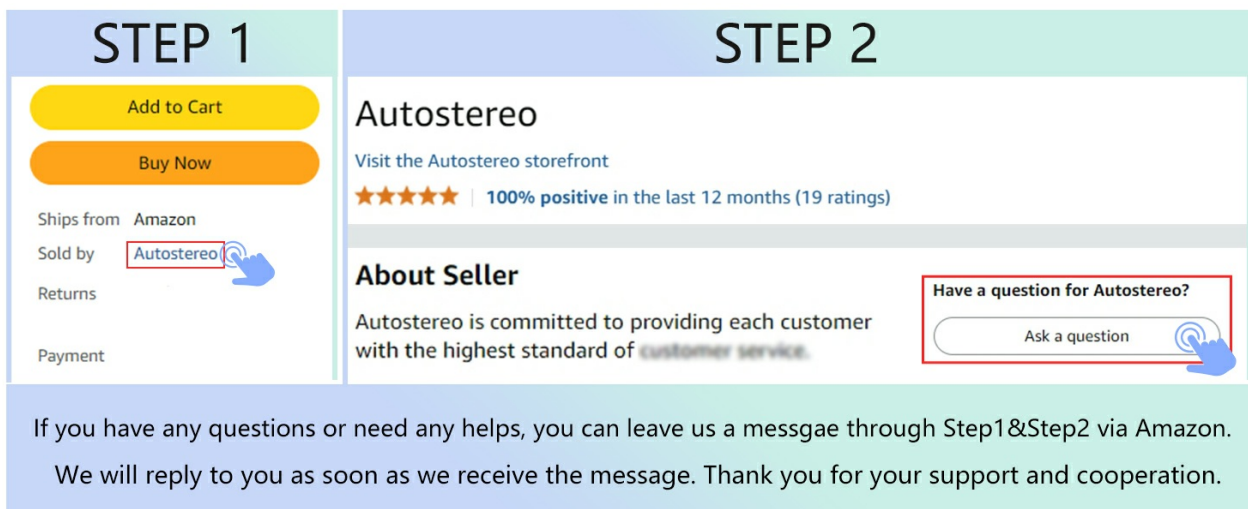 STEP 1
Add to Cart
Buy Now
Ships from Amazon
Sold by Autostereo
Returns
Payment
STEP 2
Autostereo
Visit the Autostereo storefront
100% positive in the last 12 months (19 ratings)
About Seller
Autostereo is committed to providing each customer
with the highest standard of customer service.
Have a question for Autostereo?
Ask a question
If you have any questions or need any helps, you can leave us a messgae through Step1&Step2 via Amazon.
We will reply to you as soon as we receive the message. Thank you for your support and cooperation.